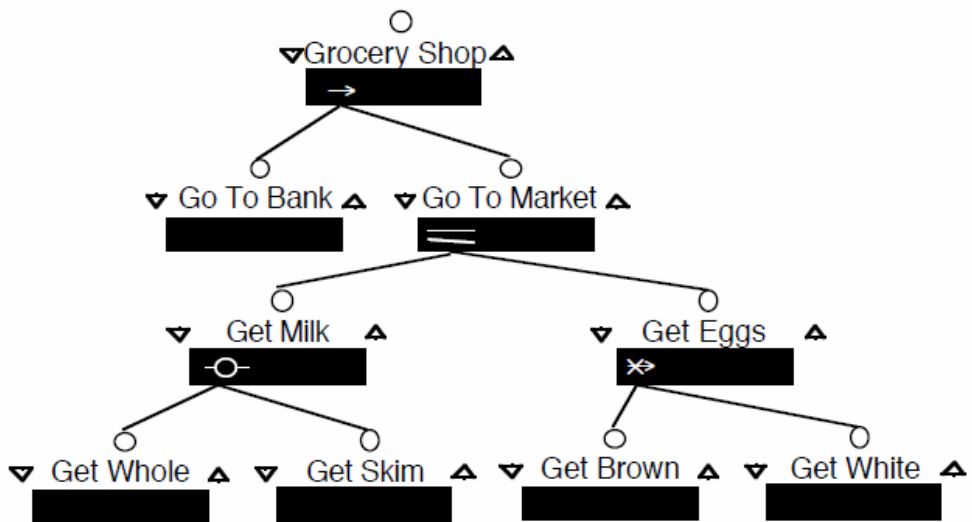 Grocery Shop
Go To Bank
Go To Market
Get Milk
Get Eggs
Get Whole
Get Skim
Get Brown
Get White